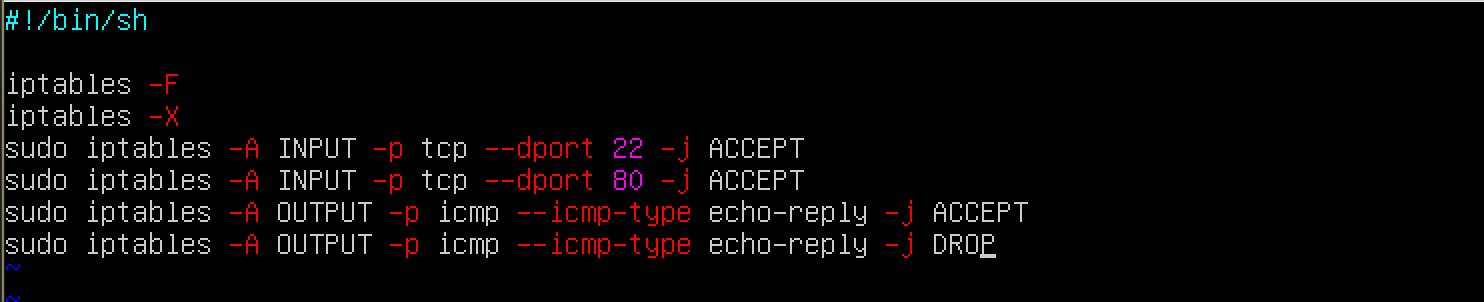 #!/bin/sh
iptables -F
iptables -X
sudo iptables -A INPUT -p tcp --dport 22 -j ACCEPT
sudo iptables -A INPUT -p tcp --dport 80 -j ACCEPT
sudo iptables -A OUTPUT -p icmp --icmp-type echo-reply -j ACCEPT
sudo iptables -A OUTPUT -p icmp --icmp-type echo-reply -j DROP
~
~